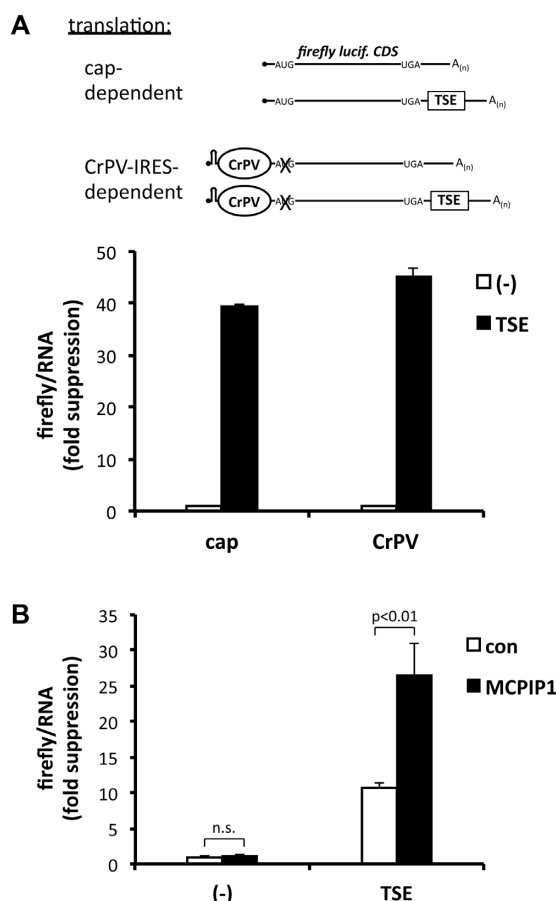 A
translation:
firefly lucif. CDS
cap-
dependent
AUG UGA A(n)
AUG UGA TSE A(n)
CrPV-IRES-
dependent
CrPV AUG UGA A(n)
CrPV AUG UGA TSE A(n)
firefly/RNA
(fold suppression)
50
40
30
20
10
0
(-)
TSE
cap CrPV
B
firefly/RNA
(fold suppression)
35
30
25
20
15
10
5
0
p<0.01
n.s.
con
MCPIP1
(-) TSE